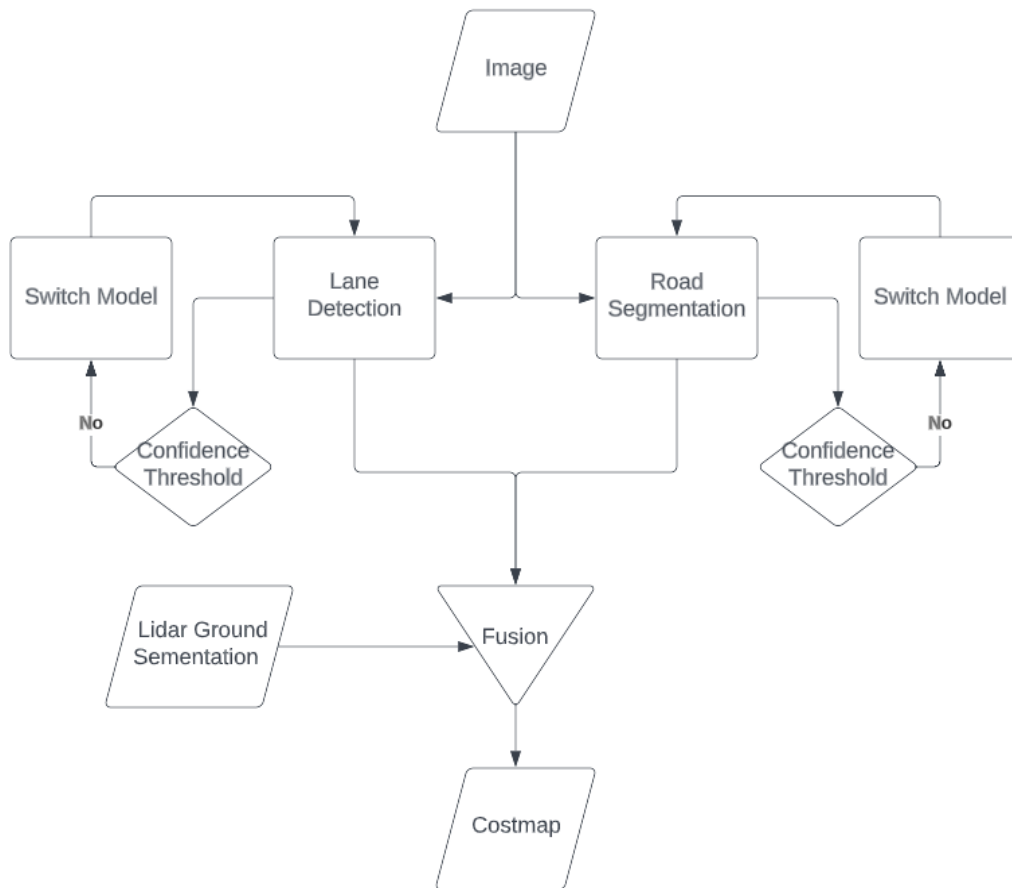 Image
Switch Model
Lane
Detection
Road
Segmentation
Switch Model
No
No
Confidence
Threshold
Confidence
Threshold
Lidar Ground
Sementation
Fusion
Costmap